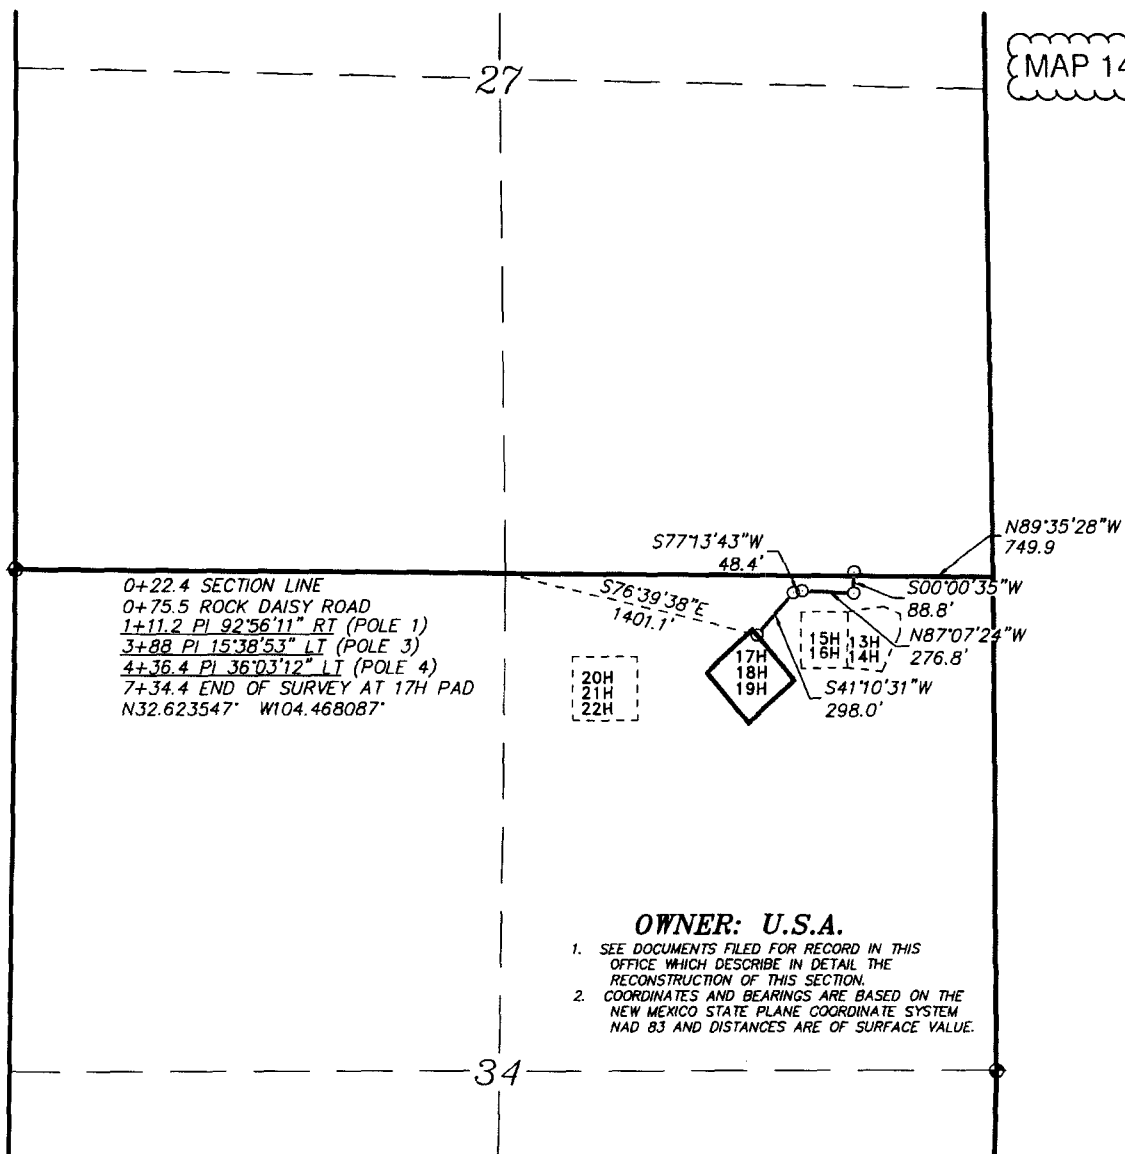 27
MAP 14
N89°35'28"W
749.9
S77°13'43"W
48.4'
S00°00'35"W
88.8'
S76°39'38"E
1401.1'
N87°07'24"W
276.8'
S41°10'31"W
298.0'
15H
16H
13H
14H
17H
18H
19H
20H
21H
22H
0+22.4 SECTION LINE
0+75.5 ROCK DAISY ROAD
1+11.2 PI 92°56'11" RT (POLE 1)
3+88 PI 15°38'53" LT (POLE 3)
4+36.4 PI 36°03'12" LT (POLE 4)
7+34.4 END OF SURVEY AT 17H PAD
N32.623547° W104.468087°
OWNER: U.S.A.
1. SEE DOCUMENTS FILED FOR RECORD IN THIS
OFFICE WHICH DESCRIBE IN DETAIL THE
RECONSTRUCTION OF THIS SECTION.
2. COORDINATES AND BEARINGS ARE BASED ON THE
NEW MEXICO STATE PLANE COORDINATE SYSTEM
NAD 83 AND DISTANCES ARE OF SURFACE VALUE.
34